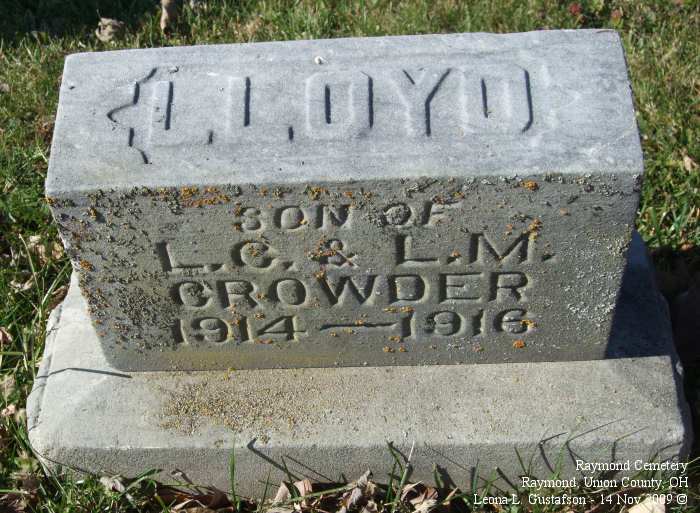 LLOYD
SON OF
L. C. & L. M.
CROWDER
1914 — 1916
Raymond Cemetery
Raymond, Union County, OH
Leona L. Gustafson - 14 Nov 2009 ©